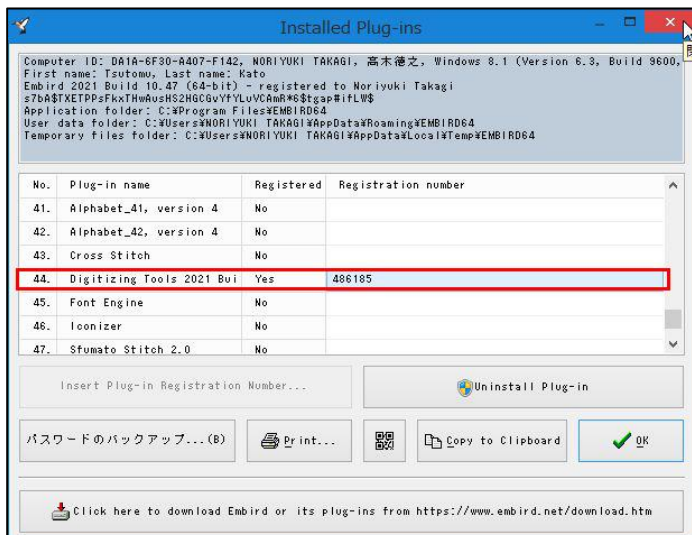 Installed Plug-ins
Computer ID: DA1A-6F30-A407-F142, NORIYUKI TAKAGI, 高木徳之, Windows 8.1 (Version 6.3, Build 9600,
First name: Tsutomu, Last name: Kato
Embird 2021 Build 10.47 (64-bit) - registered to Noriyuki Takagi
Application folder: C:¥Program Files¥EMBIRD64
User data folder: C:¥Users¥NORIYUKI TAKAGI¥AppData¥Roaming¥EMBIRD64
Temporary files folder: C:¥Users¥NORIYUKI TAKAGI¥AppData¥Local¥Temp¥EMBIRD64
No. Plug-in name Registered Registration number
41. Alphabet_41, version 4 No
42. Alphabet_42, version 4 No
43. Cross Stitch No
44. Digitizing Tools 2021 Bui Yes 486185
45. Font Engine No
46. Iconizer No
47. Sfumato Stitch 2.0 No
Insert Plug-in Registration Number... Uninstall Plug-in
パスワードのバックアップ...(B) Print... Copy to Clipboard OK
Click here to download Embird or its plug-ins from https://www.embird.net/download.htm